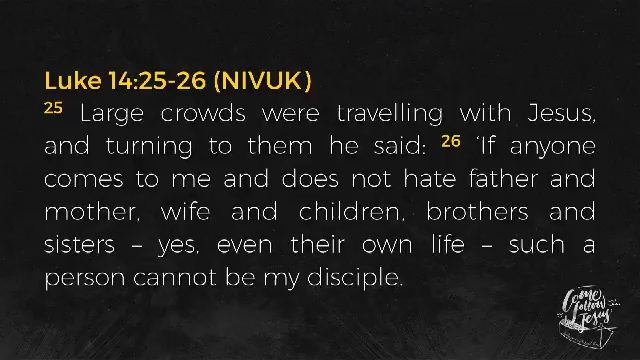 Luke 14:25-26 (NIVUK)
25 Large crowds were travelling with Jesus,
and turning to them he said: 26 ‘If anyone
comes to me and does not hate father and
mother, wife and children, brothers and
sisters – yes, even their own life – such a
person cannot be my disciple.
Come
Follow
Jesus